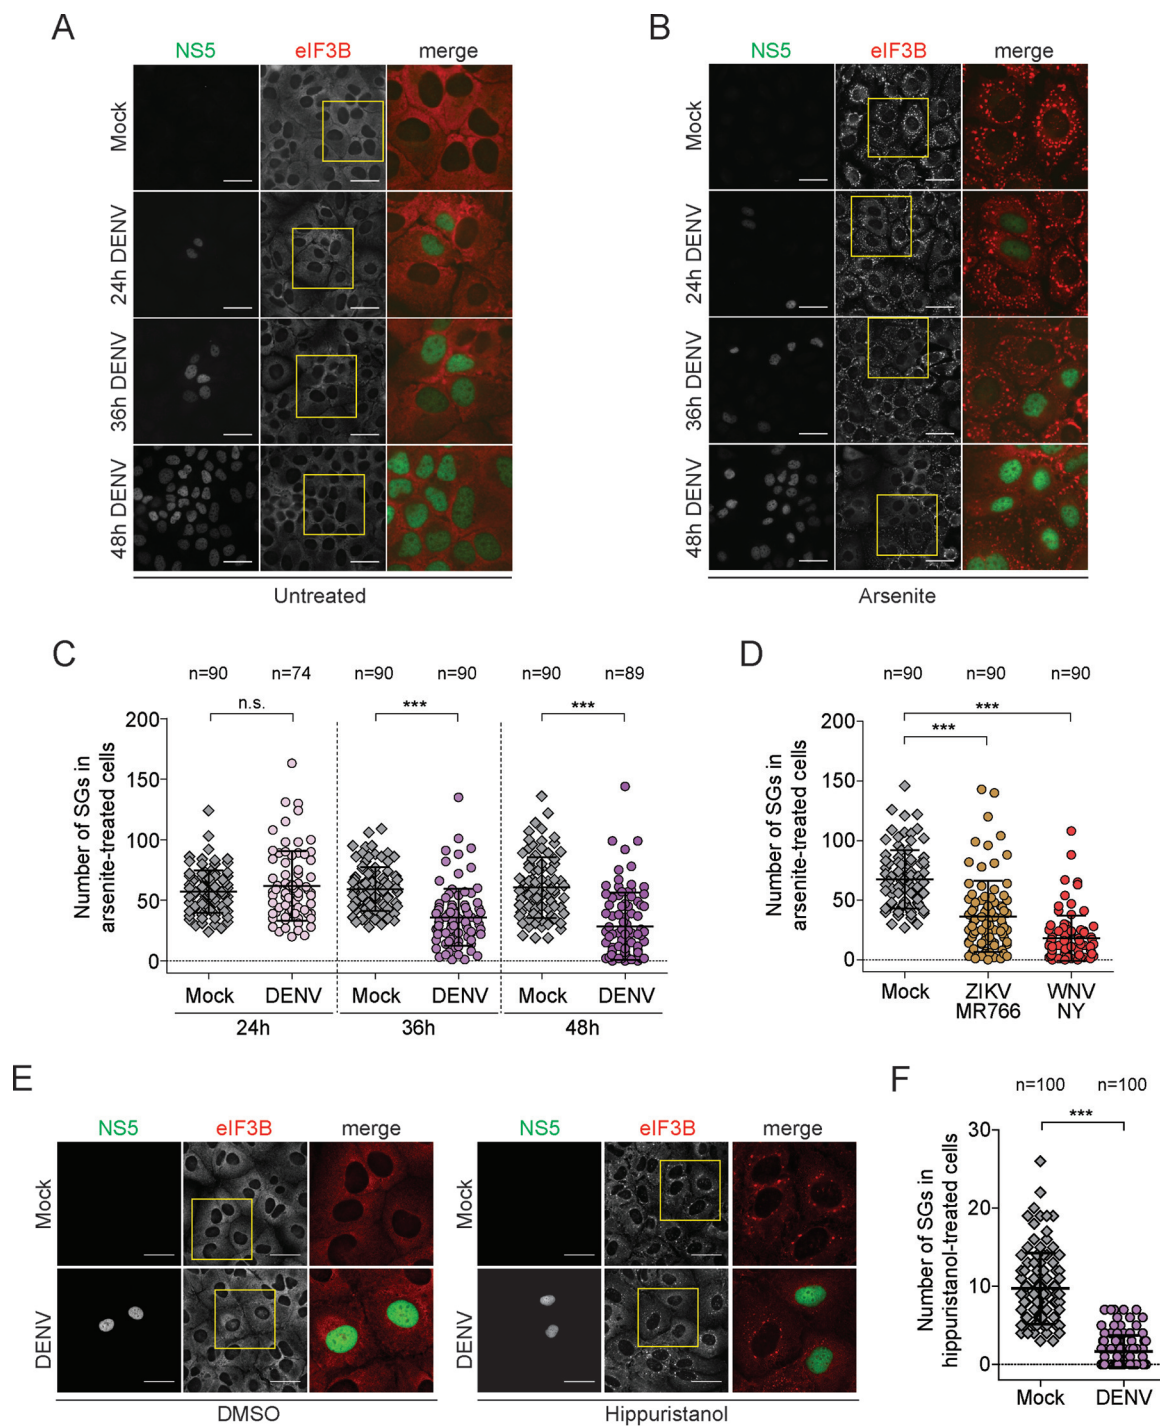 A
NS5 eIF3B merge
Mock
24h DENV
36h DENV
48h DENV
Untreated
B
NS5 eIF3B merge
Mock
24h DENV
36h DENV
48h DENV
Arsenite
C
n=90 n=74 n=90 n=90 n=90 n=89
n.s. *** ***
Number of SGs in
arsenite-treated cells
200
150
100
50
0
Mock DENV Mock DENV Mock DENV
24h 36h 48h
D
n=90 n=90 n=90
***
***
Number of SGs in
arsenite-treated cells
200
150
100
50
0
Mock ZIKV WNV
MR766 NY
E
NS5 eIF3B merge
Mock
DENV
DMSO
NS5 eIF3B merge
Mock
DENV
Hippuristanol
F
n=100 n=100
***
Number of SGs in
hippuristanol-treated cells
30
20
10
0
Mock DENV